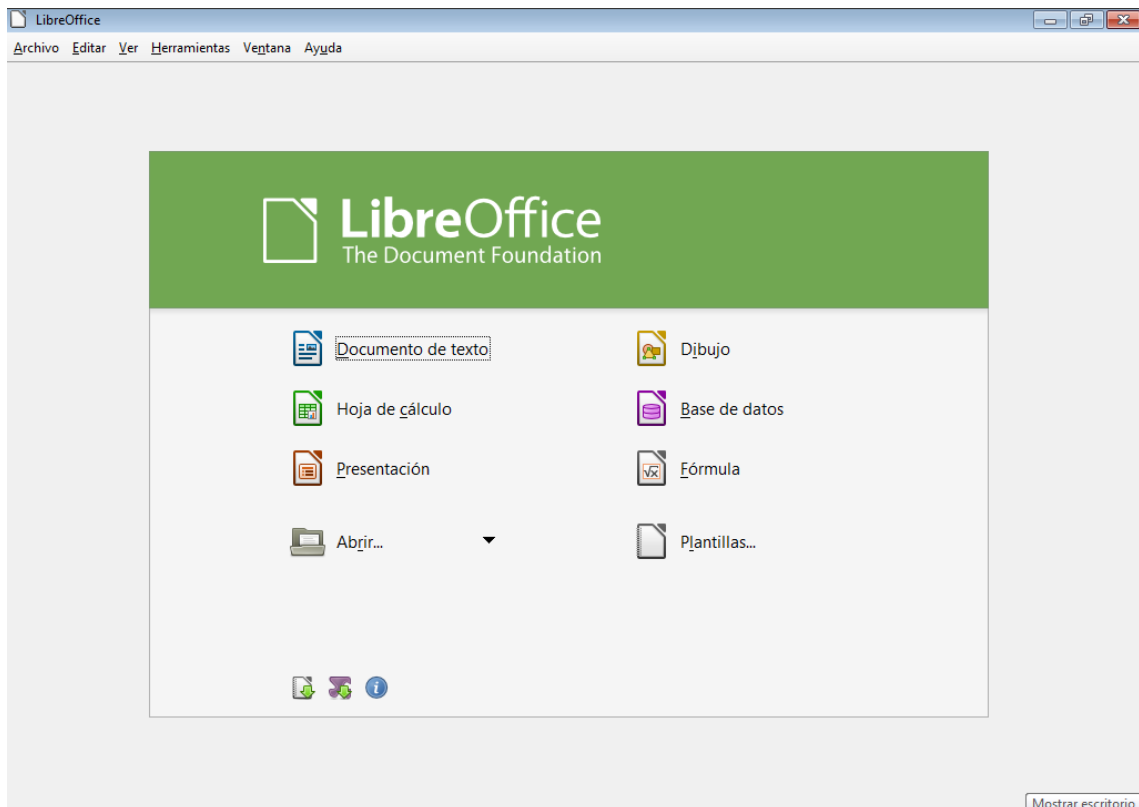 LibreOffice
Archivo Editar Ver Herramientas Ventana Ayuda
LibreOffice
The Document Foundation
Documento de texto
Dibujo
Hoja de cálculo
Base de datos
Presentación
Fórmula
Abrir...
Plantillas...
Mostrar escritorio